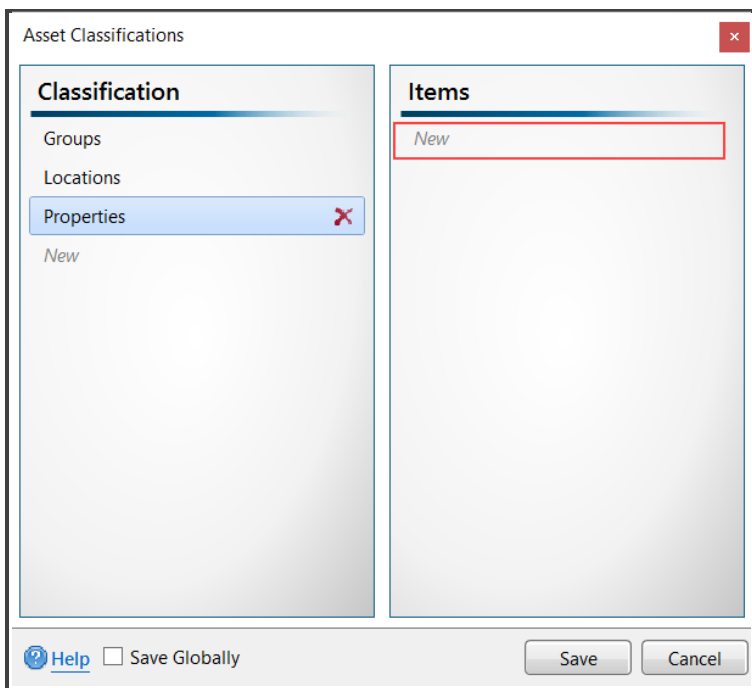 Asset Classifications
Classification
Groups
Locations
Properties
New
Items
New
Help
Save Globally
Save
Cancel